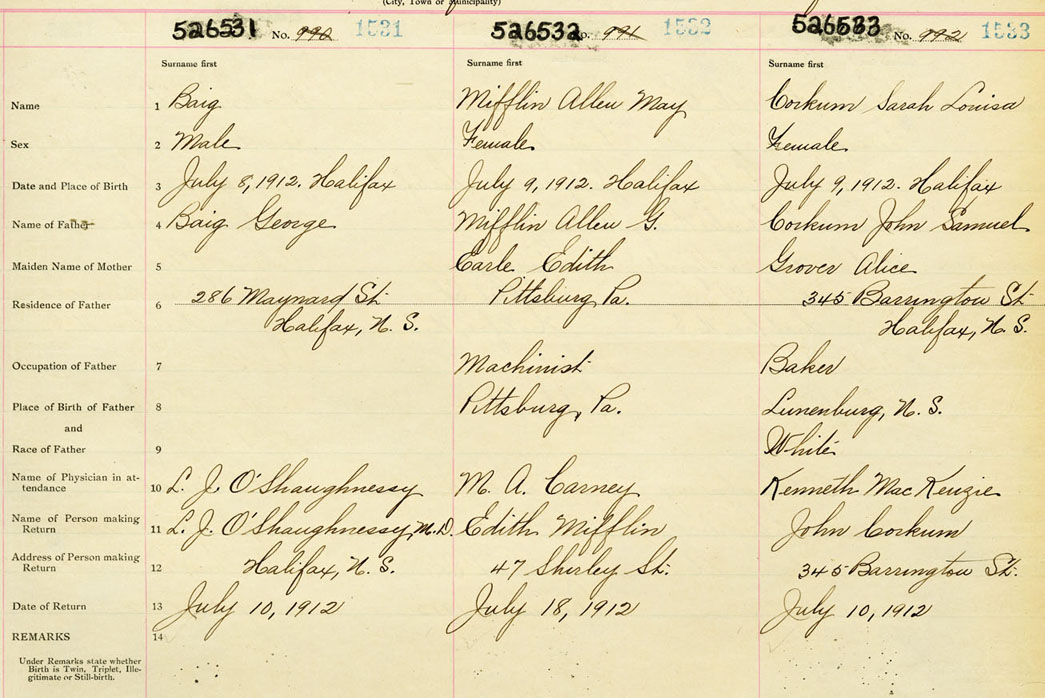 (City, Town or Municipality)
526531 No. 990 1531 526532 No. 991 1532 526533 No. 992 1533
Surname first Surname first Surname first
Name 1 Baig Mifflin Allen May Corkum Sarah Louisa
Sex 2 Male Female Female
Date and Place of Birth 3 July 8, 1912. Halifax July 9, 1912. Halifax July 9, 1912. Halifax
Name of Father 4 Baig George Mifflin Allen G. Corkum John Samuel
Maiden Name of Mother 5 Earle Edith Grover Alice
Residence of Father 6 286 Maynard St. Pittsburg, Pa. 345 Barrington St.
Halifax, N. S. Halifax, N. S.
Occupation of Father 7 Machinist Baker
Place of Birth of Father 8 Pittsburg, Pa. Lunenburg, N. S.
and
Race of Father 9 White
Name of Physician in at-
tendance 10 L. J. O'Shaughnessy M. A. Carney Kenneth MacKenzie
Name of Person making
Return 11 L. J. O'Shaughnessy, M.D. Edith Mifflin John Corkum
Address of Person making
Return 12 Halifax, N. S. 47 Shirley St. 345 Barrington St.
Date of Return 13 July 10, 1912 July 18, 1912 July 10, 1912
REMARKS 14
Under Remarks state whether
Birth is Twin, Triplet, Ille-
gitimate or Still-birth.